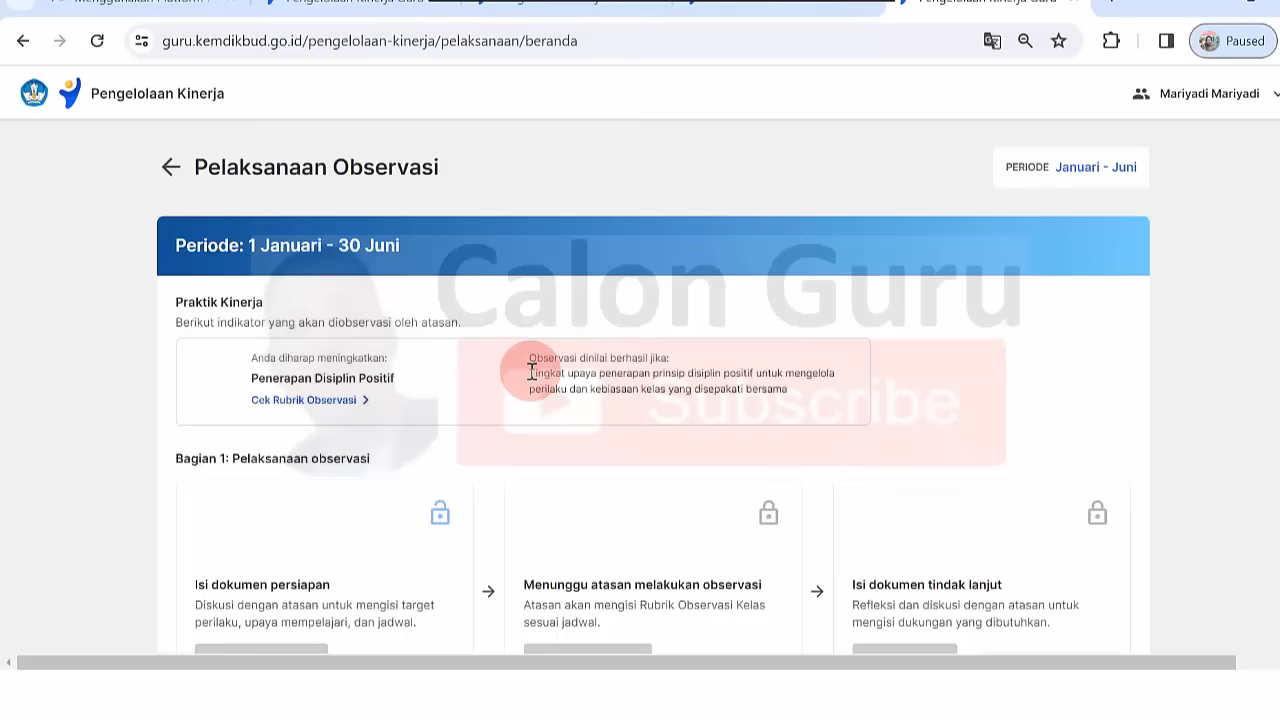 guru.kemdikbud.go.id/pengelolaan-kinerja/pelaksanaan/beranda
Paused
Pengelolaan Kinerja
Mariyadi Mariyadi
Pelaksanaan Observasi
PERIODE Januari - Juni
Periode: 1 Januari - 30 Juni
Calon Guru
Praktik Kinerja
Berikut indikator yang akan diobservasi oleh atasan.
Anda diharap meningkatkan:
Penerapan Disiplin Positif
Cek Rubrik Observasi
Observasi dinilai berhasil jika:
Tingkat upaya penerapan prinsip disiplin positif untuk mengelola
perilaku dan kebiasaan kelas yang disepakati bersama
Subscribe
Bagian 1: Pelaksanaan observasi
Isi dokumen persiapan
Diskusi dengan atasan untuk mengisi target
perilaku, upaya mempelajari, dan jadwal.
Menunggu atasan melakukan observasi
Atasan akan mengisi Rubrik Observasi Kelas
sesuai jadwal.
Isi dokumen tindak lanjut
Refleksi dan diskusi dengan atasan untuk
mengisi dukungan yang dibutuhkan.